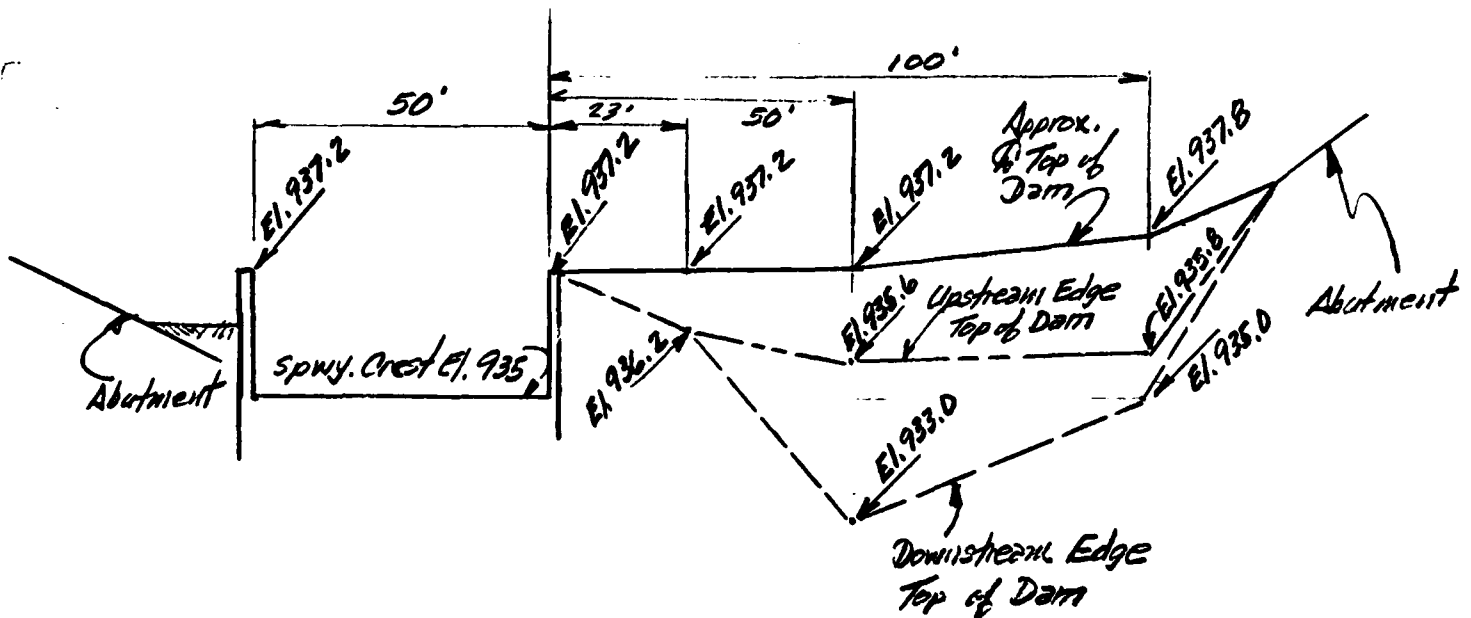 100'
50'
23'
50'
El. 937.2
El. 937.2
El. 937.2
El. 937.2
Approx.
℄ Top of
Dam
El. 937.8
Abutment
Spwy. Crest El. 935
El. 936.2
El. 935.6
Upstream Edge
Top of Dam
El. 935.8
El. 935.0
Abutment
El. 933.0
Downstream Edge
Top of Dam